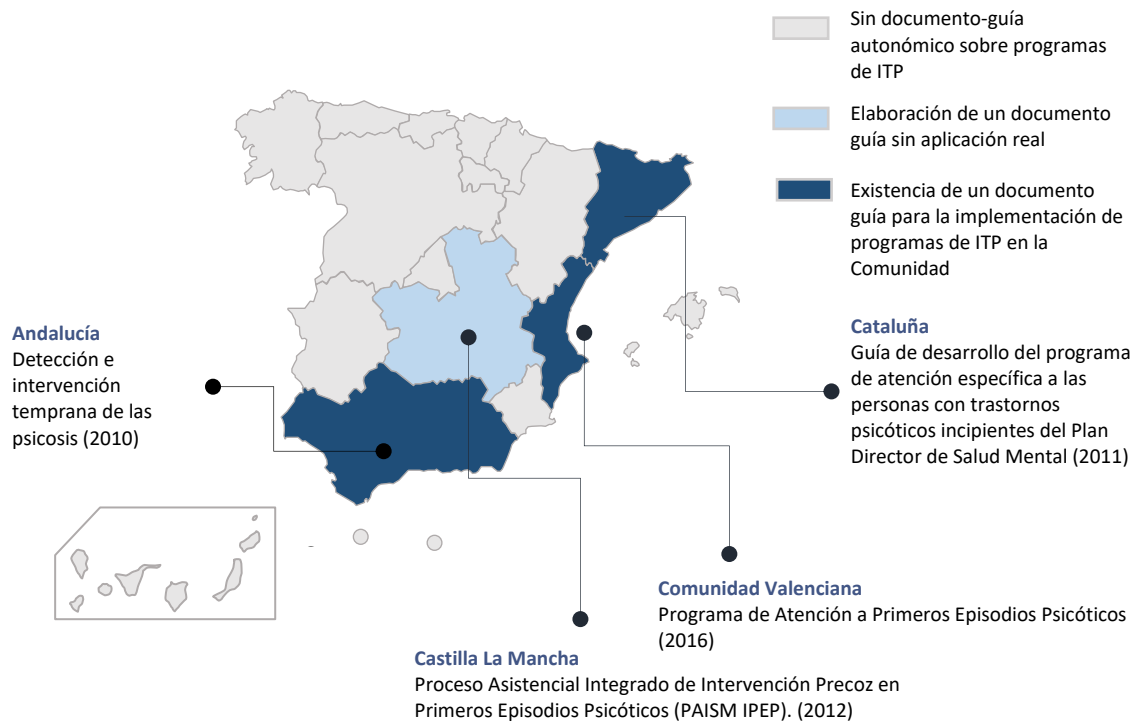 Sin documento-guía
autonómico sobre programas
de ITP
Elaboración de un documento
guía sin aplicación real
Existencia de un documento
guía para la implementación de
programas de ITP en la
Comunidad
Andalucía
Detección e
intervención
temprana de las
psicosis (2010)
Cataluña
Guía de desarrollo del programa
de atención específica a las
personas con trastornos
psicóticos incipientes del Plan
Director de Salud Mental (2011)
Comunidad Valenciana
Programa de Atención a Primeros Episodios Psicóticos
(2016)
Castilla La Mancha
Proceso Asistencial Integrado de Intervención Precoz en
Primeros Episodios Psicóticos (PAISM IPEP). (2012)